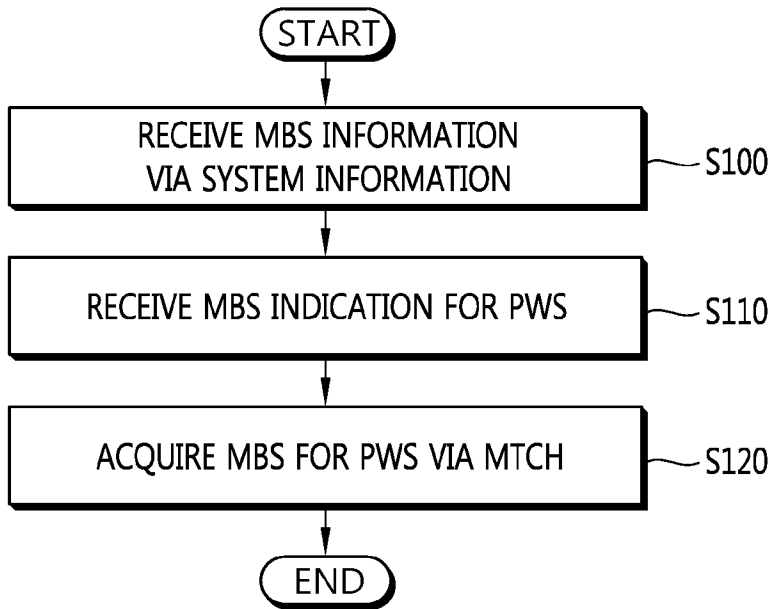 START
RECEIVE MBS INFORMATION
VIA SYSTEM INFORMATION
S100
RECEIVE MBS INDICATION FOR PWS
S110
ACQUIRE MBS FOR PWS VIA MTCH
S120
END